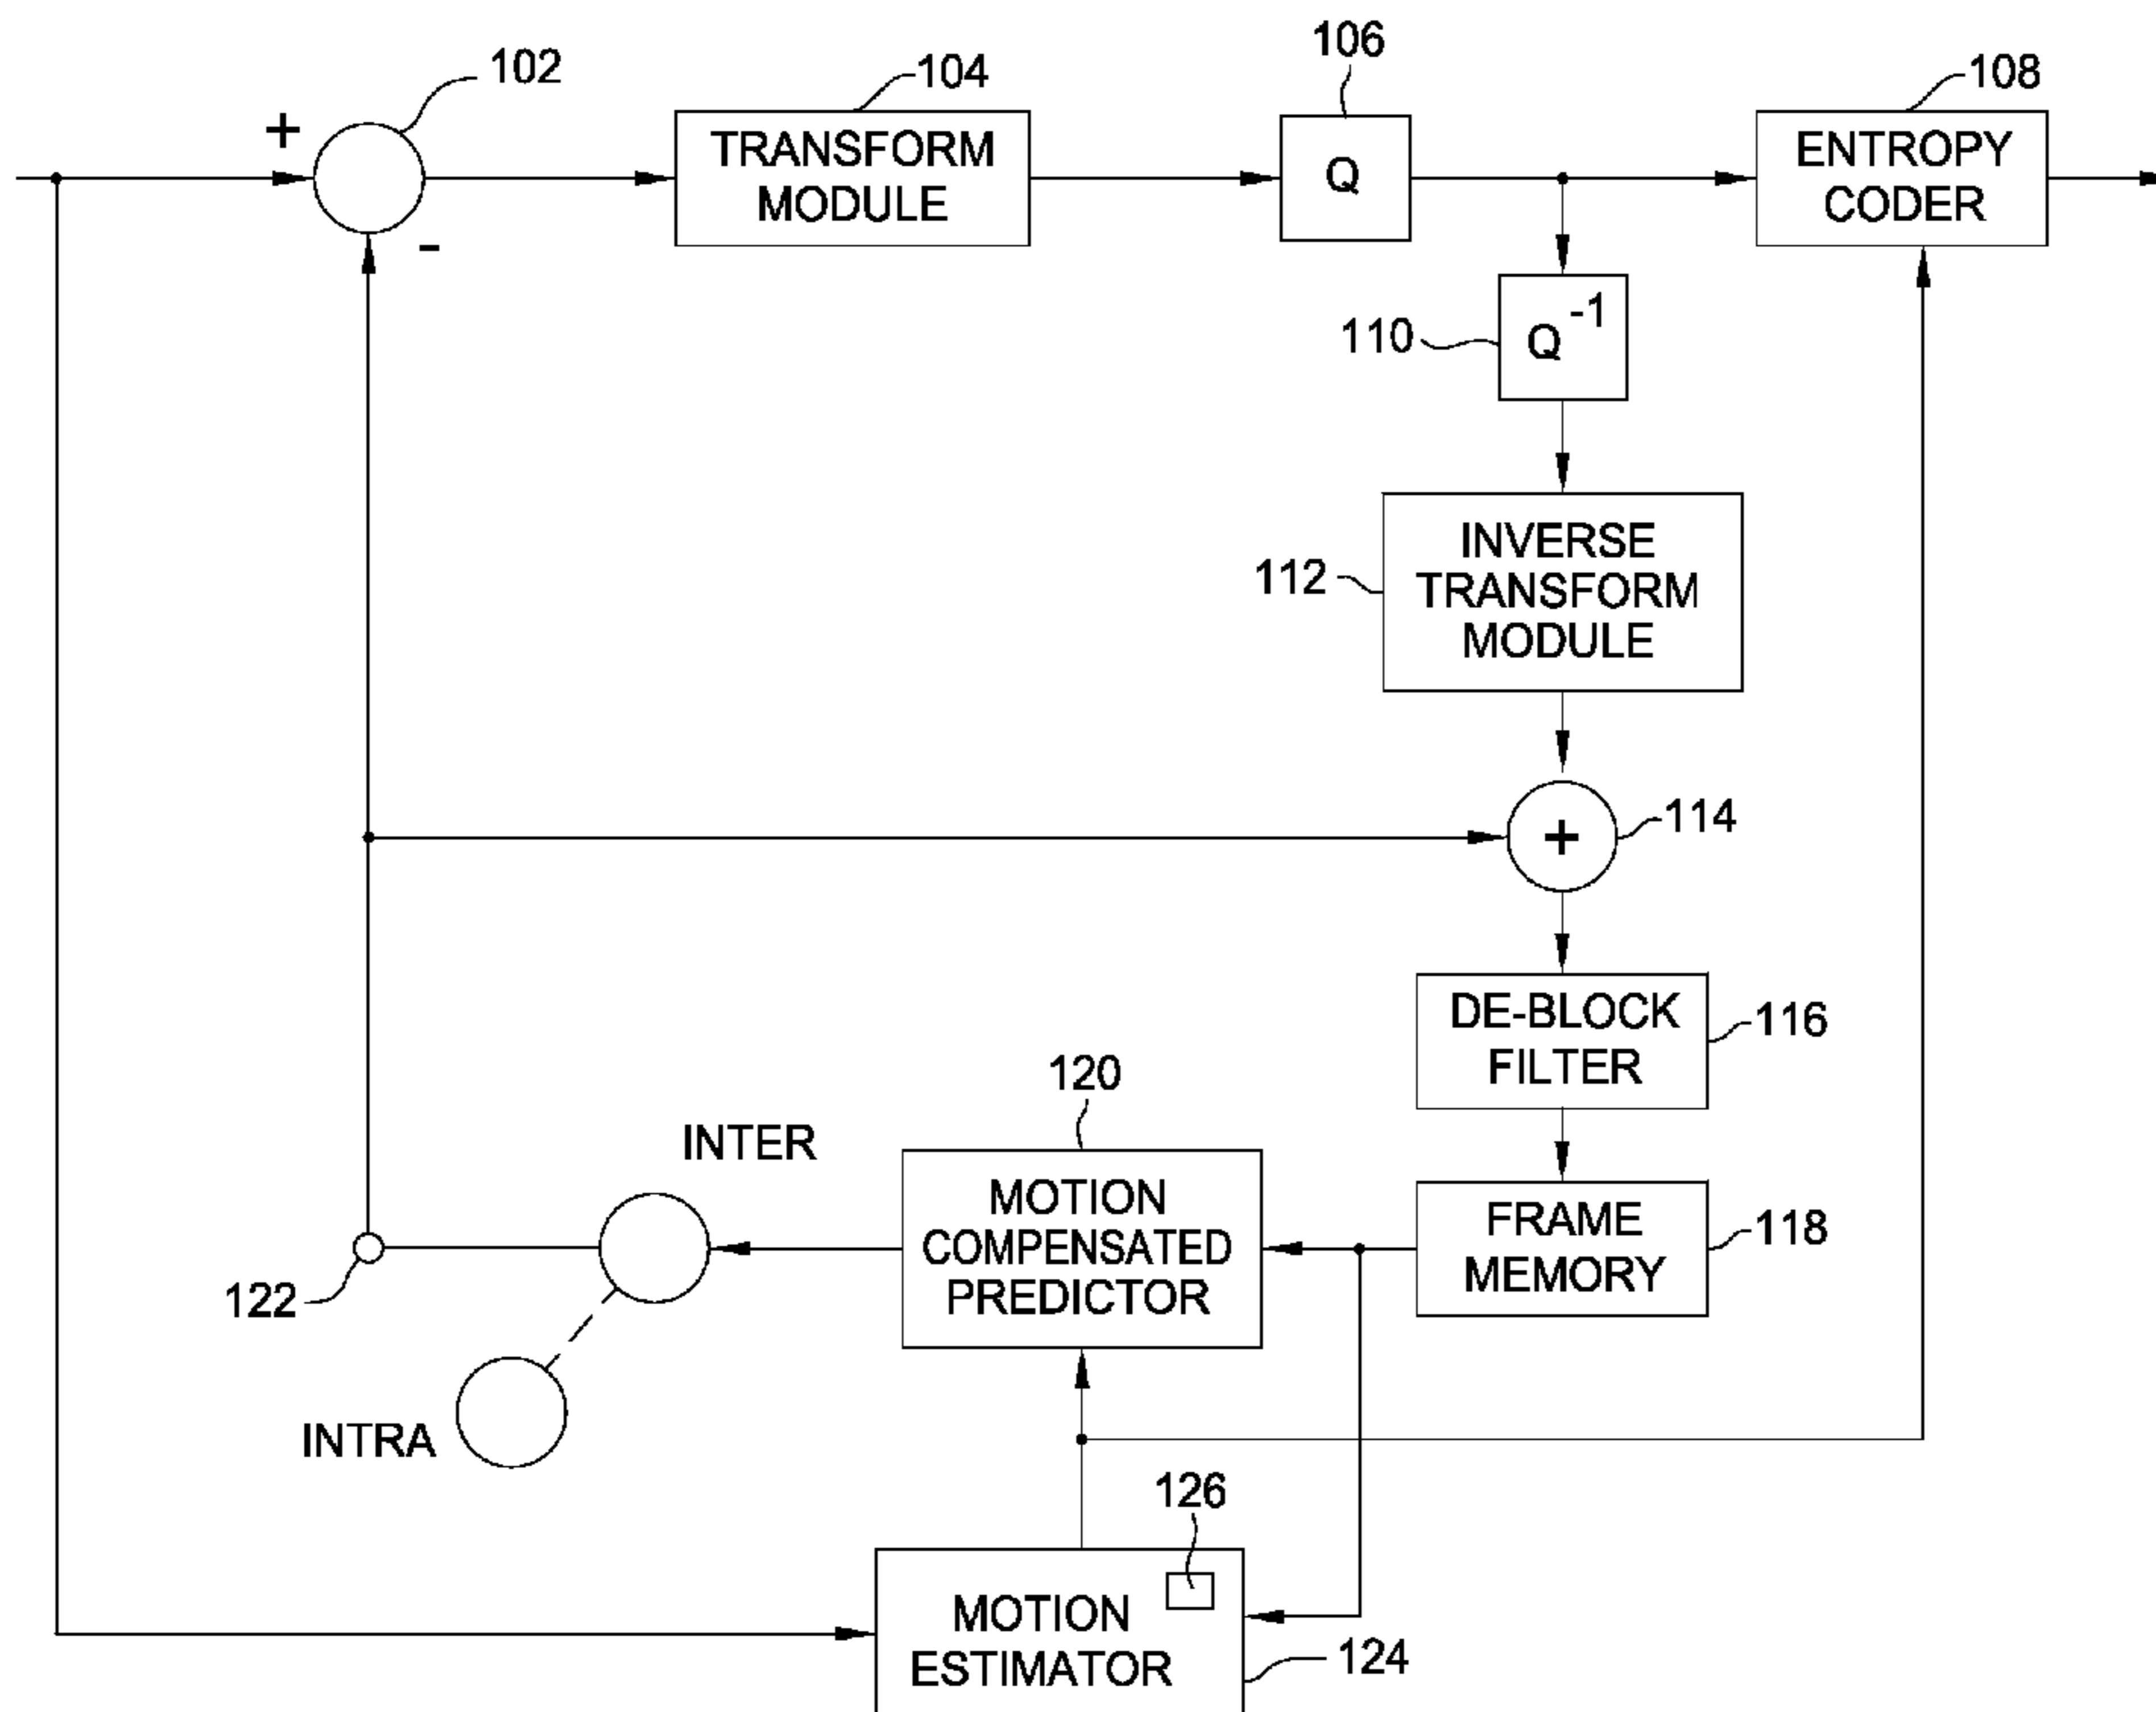 102
104
106
108
+
-
TRANSFORM
MODULE
Q
ENTROPY
CODER
110
Q-1
112
INVERSE
TRANSFORM
MODULE
+
114
DE-BLOCK
FILTER
116
120
INTER
MOTION
COMPENSATED
PREDICTOR
FRAME
MEMORY
118
122
INTRA
126
MOTION
ESTIMATOR
124